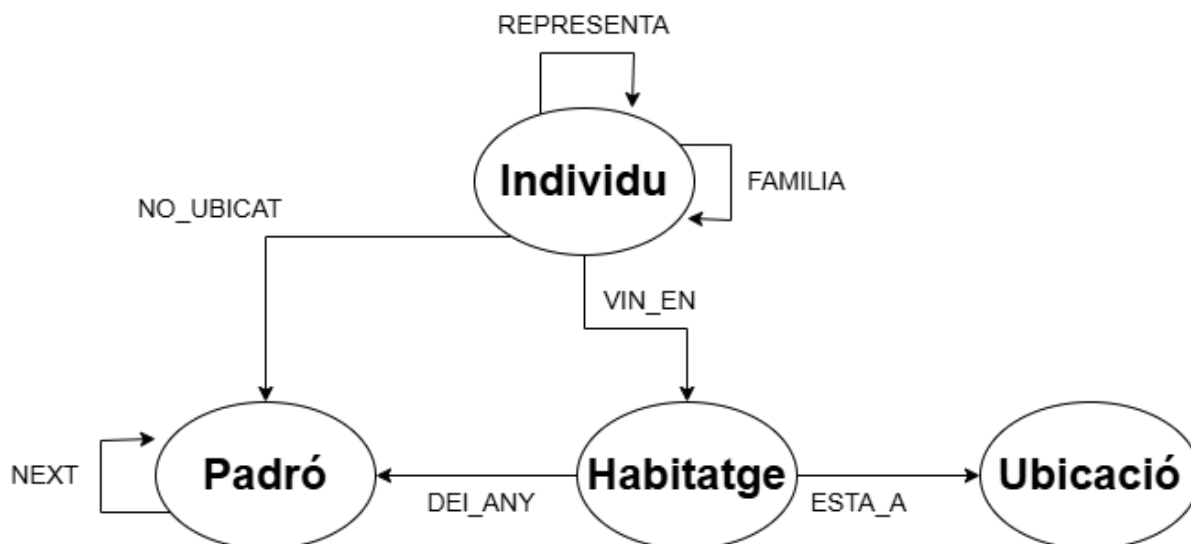 REPRESENTA
Individu
FAMILIA
NO_UBICAT
VIN_EN
NEXT
Padró
DEI_ANY
Habitatge
ESTA_A
Ubicació